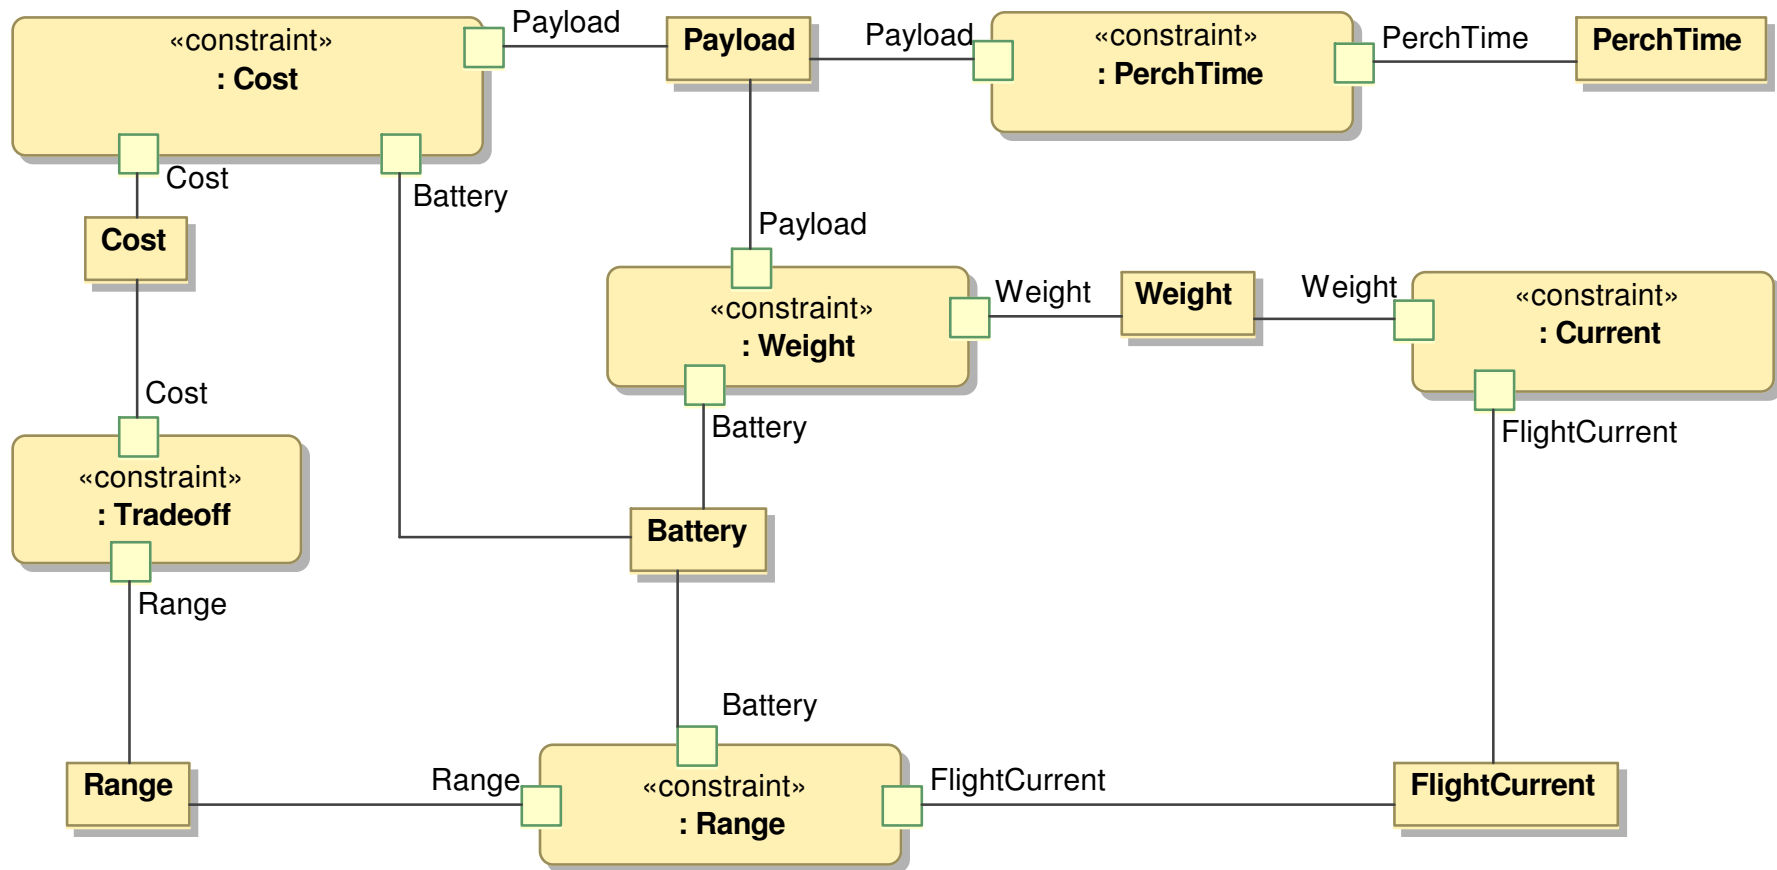 «constraint»
: Cost
Payload
Payload
Payload
«constraint»
: PerchTime
PerchTime
PerchTime
Cost
Battery
Cost
Payload
«constraint»
: Weight
Weight
Weight
Weight
«constraint»
: Current
Cost
Battery
FlightCurrent
«constraint»
: Tradeoff
Battery
Range
Battery
Range
Range
«constraint»
: Range
FlightCurrent
FlightCurrent